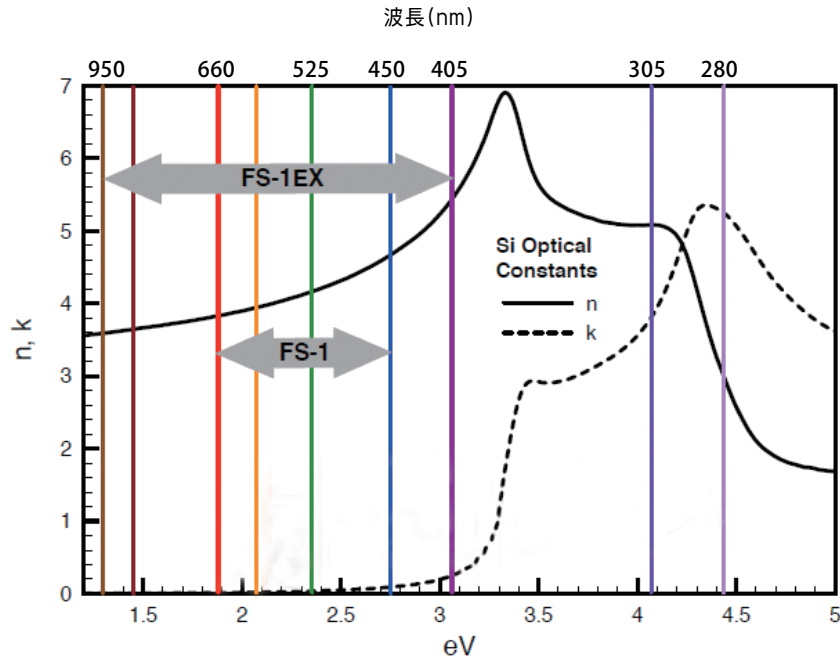 波長(nm)
950 660 525 450 405 305 280
7
6
5
4
3
2
1
0
n, k
FS-1EX
FS-1
Si Optical
Constants
n
k
1.5 2 2.5 3 3.5 4 4.5 5
eV